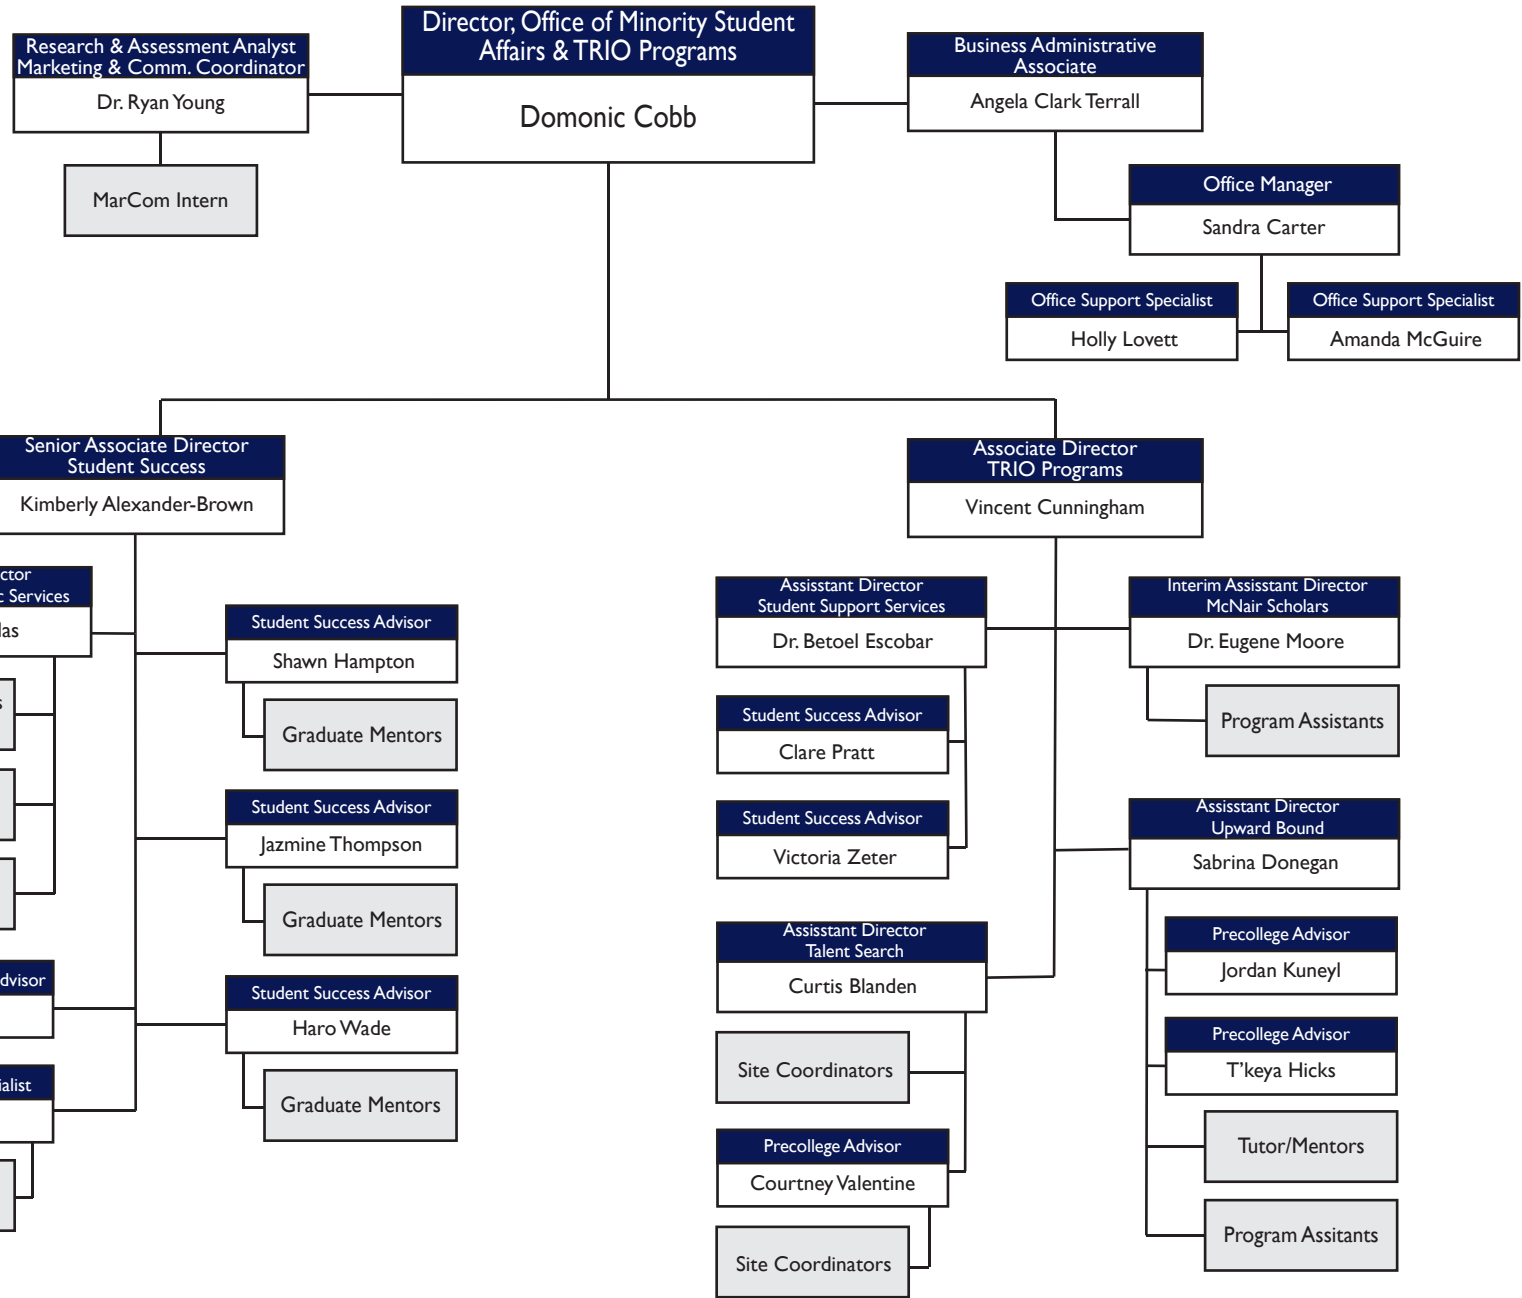 Director, Office of Minority Student
Affairs & TRIO Programs
Domonic Cobb
Research & Assessment Analyst
Marketing & Comm. Coordinator
Dr. Ryan Young
MarCom Intern
Business Administrative
Associate
Angela Clark Terrall
Office Manager
Sandra Carter
Office Support Specialist
Holly Lovett
Office Support Specialist
Amanda McGuire
Senior Associate Director
Student Success
Kimberly Alexander-Brown
Services
Student Success Advisor
Shawn Hampton
Graduate Mentors
Student Success Advisor
Jazmine Thompson
Graduate Mentors
Student Success Advisor
Haro Wade
Graduate Mentors
Associate Director
TRIO Programs
Vincent Cunningham
Assisstant Director
Student Support Services
Dr. Betoel Escobar
Student Success Advisor
Clare Pratt
Student Success Advisor
Victoria Zeter
Assisstant Director
Talent Search
Curtis Blanden
Site Coordinators
Precollege Advisor
Courtney Valentine
Site Coordinators
Interim Assisstant Director
McNair Scholars
Dr. Eugene Moore
Program Assistants
Assisstant Director
Upward Bound
Sabrina Donegan
Precollege Advisor
Jordan Kuneyl
Precollege Advisor
T'keya Hicks
Tutor/Mentors
Program Assitants